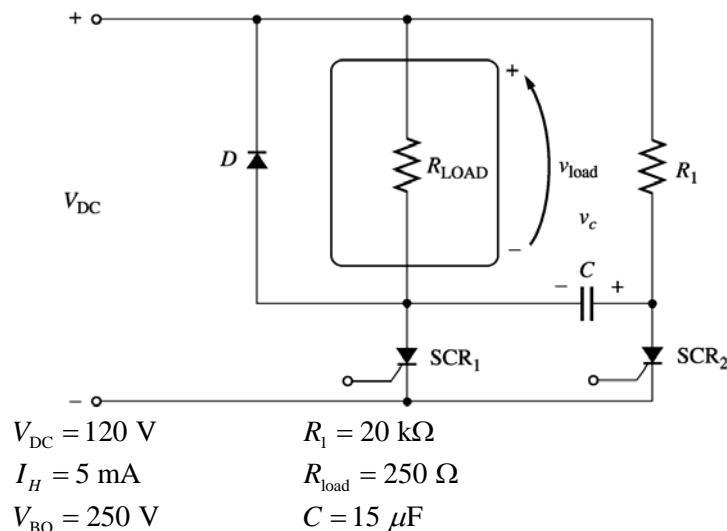 +
D
V_DC
R_LOAD
+
v_load
v_c
−
R_1
C
−
+
SCR_1
SCR_2
−
V_DC = 120 V
R_1 = 20 kΩ
I_H = 5 mA
R_load = 250 Ω
V_BO = 250 V
C = 15 μF